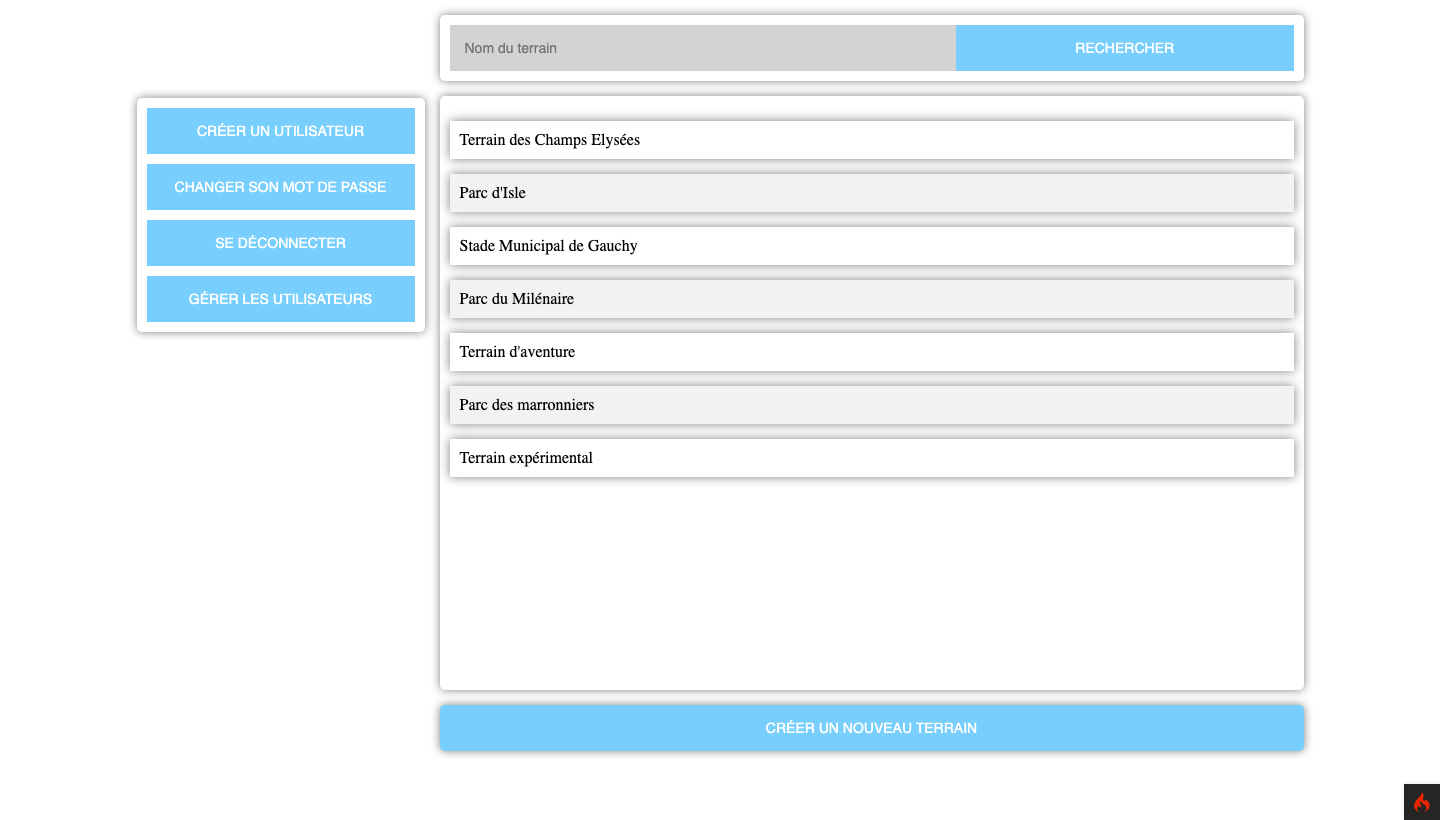 Nom du terrain
RECHERCHER
CRÉER UN UTILISATEUR
CHANGER SON MOT DE PASSE
SE DÉCONNECTER
GÉRER LES UTILISATEURS
Terrain des Champs Elysées
Parc d'Isle
Stade Municipal de Gauchy
Parc du Milénaire
Terrain d'aventure
Parc des marronniers
Terrain expérimental
CRÉER UN NOUVEAU TERRAIN